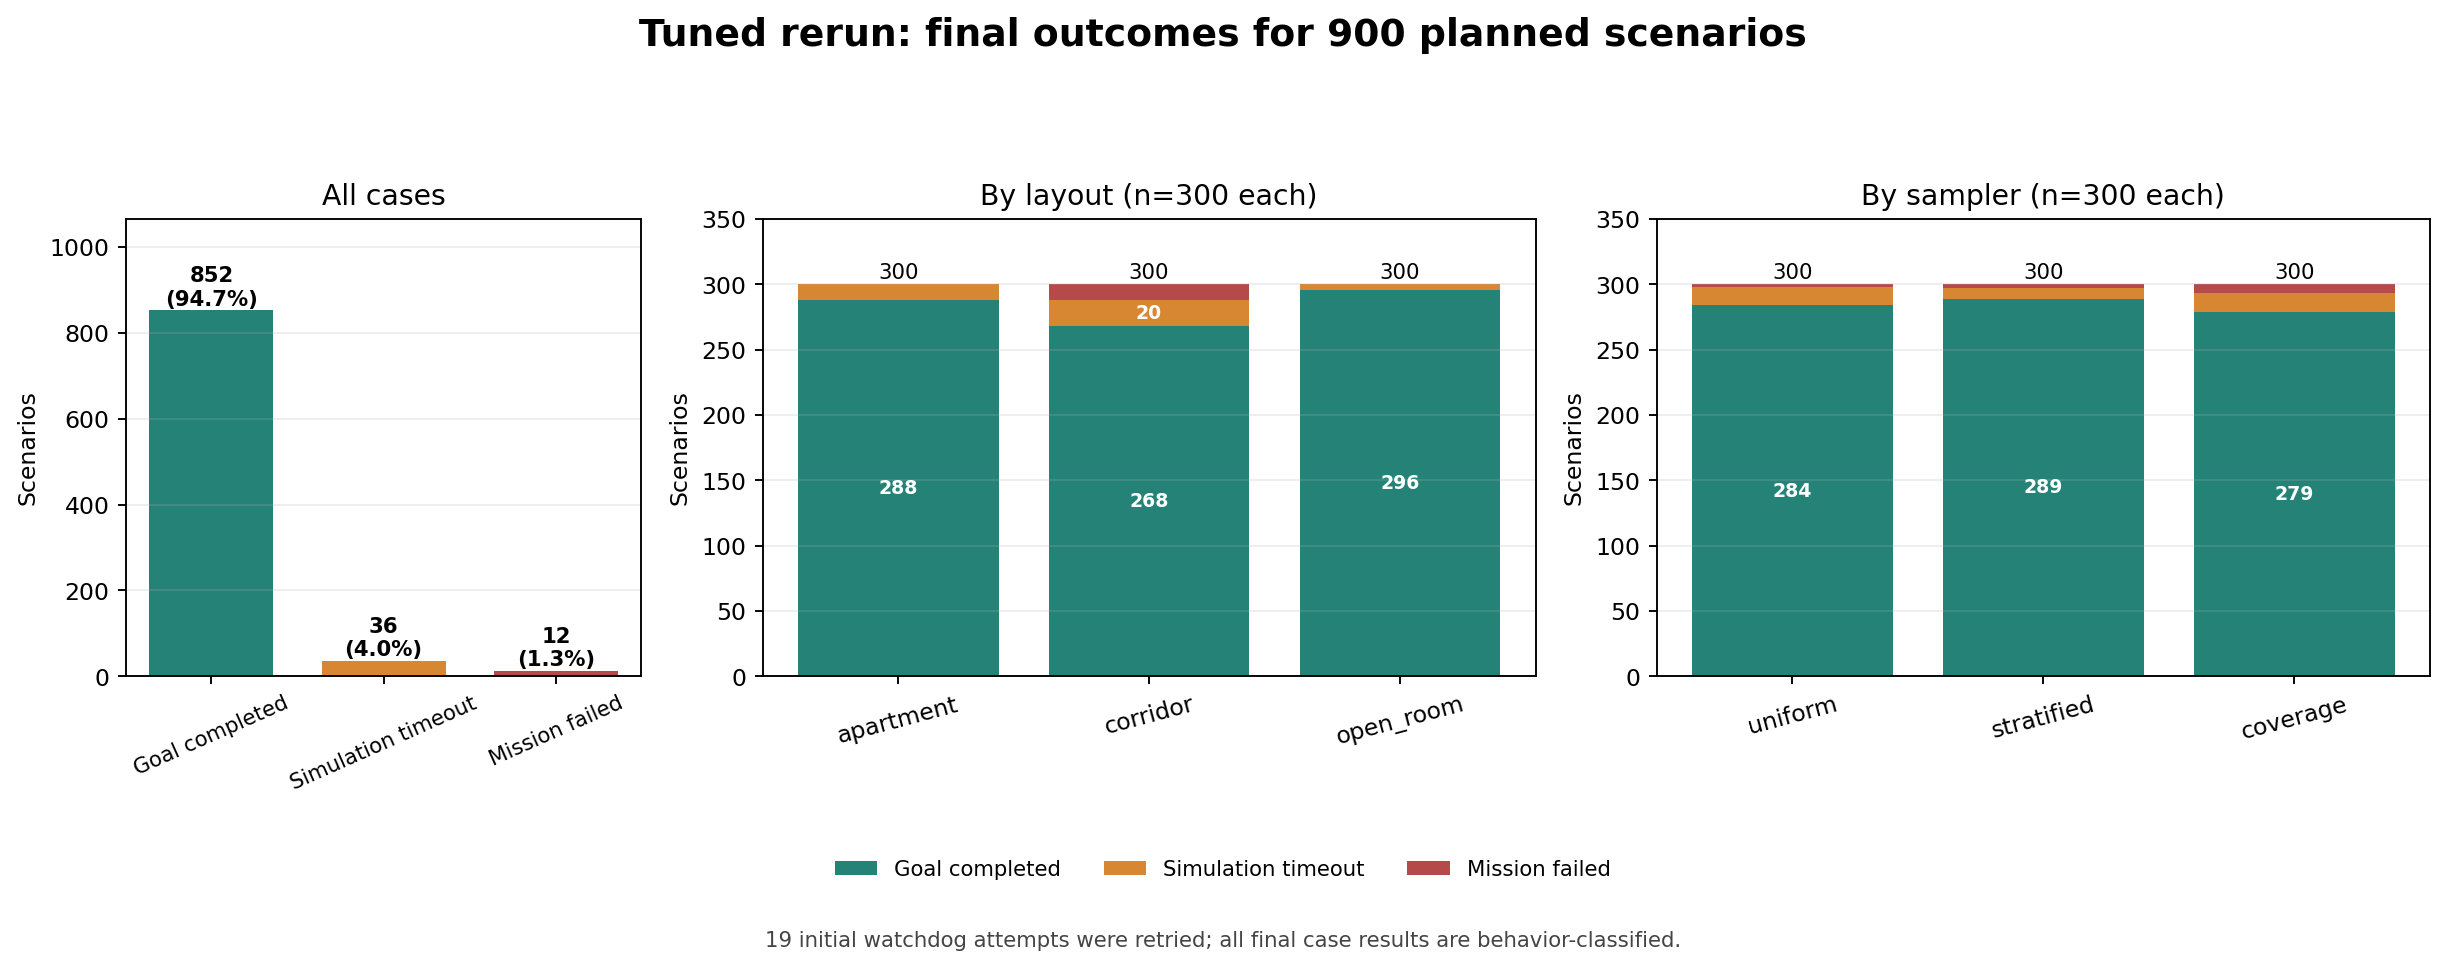 Tuned rerun: final outcomes for 900 planned scenarios
All cases
Scenarios
1000
800
600
400
200
0
852
(94.7%)
36
(4.0%)
12
(1.3%)
Goal completed
Simulation timeout
Mission failed
By layout (n=300 each)
Scenarios
350
300
250
200
150
100
50
0
300
300
300
20
288
268
296
apartment
corridor
open_room
By sampler (n=300 each)
Scenarios
350
300
250
200
150
100
50
0
300
300
300
284
289
279
uniform
stratified
coverage
Goal completed
Simulation timeout
Mission failed
19 initial watchdog attempts were retried; all final case results are behavior-classified.